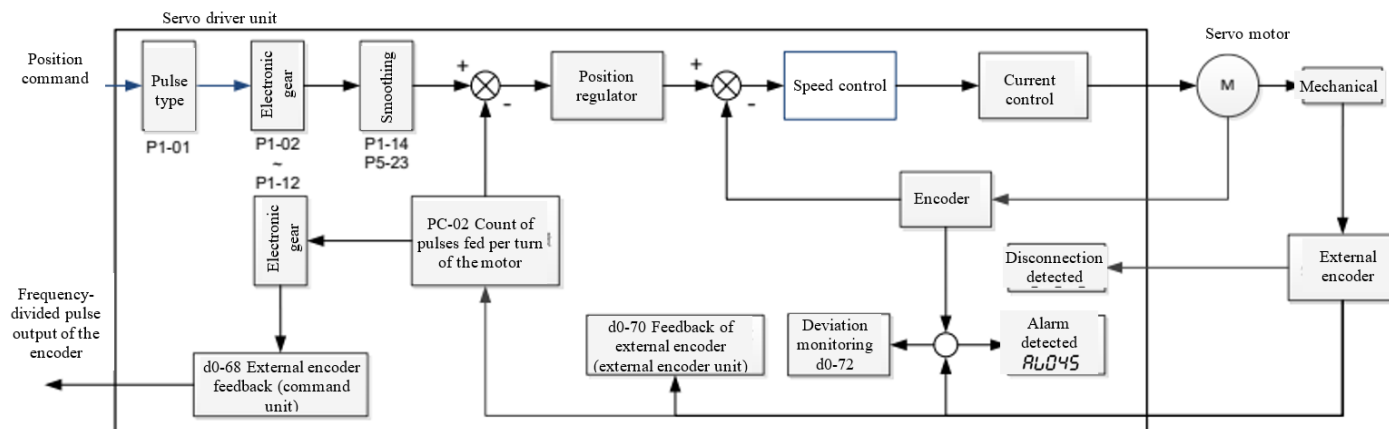 Servo driver unit
Servo motor
Position
command
Pulse
type
P1-01
Electronic
gear
P1-02
~
P1-12
Smoothing
P1-14
P5-23
+
-
Position
regulator
+
-
Speed control
Current
control
M
Mechanical
Electronic
gear
PC-02 Count of
pulses fed per turn
of the motor
Encoder
Disconnection
detected
External
encoder
Frequency-
divided pulse
output of the
encoder
d0-68 External encoder
feedback (command
unit)
d0-70 Feedback of
external encoder
(external encoder unit)
Deviation
monitoring
d0-72
Alarm
detected
AL045